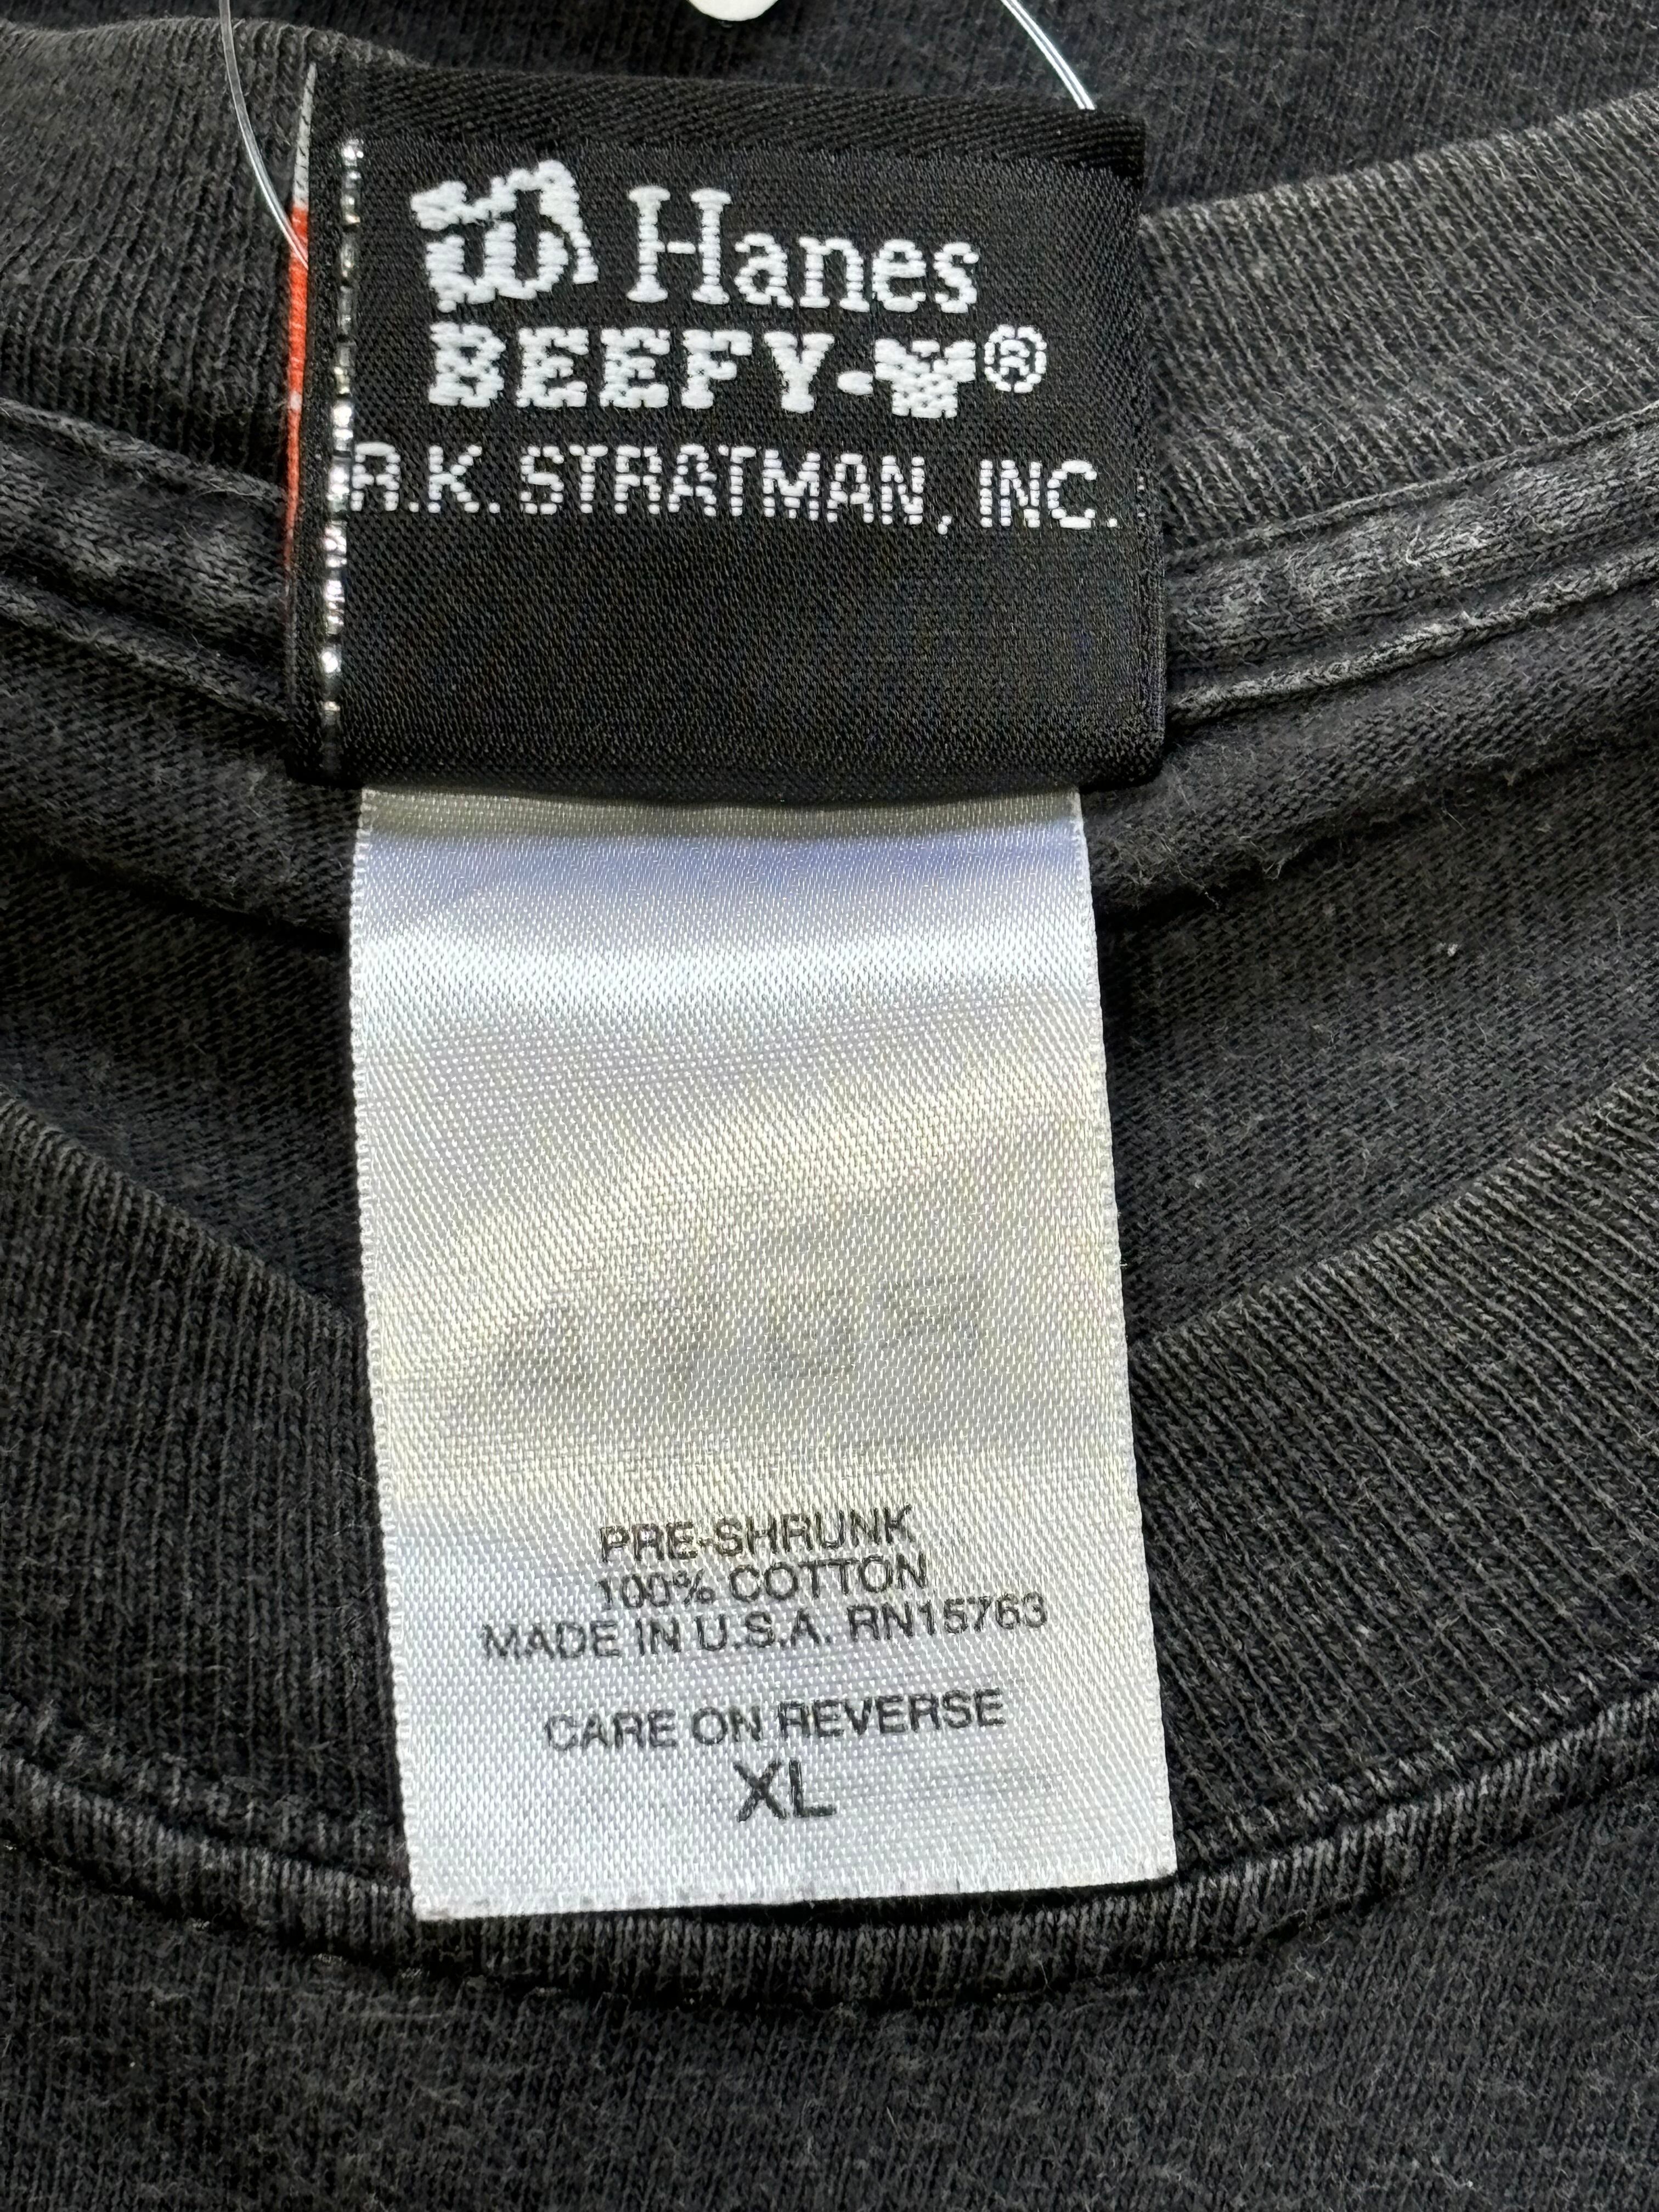 Hanes
BEEFY-T®
R.K. STRATMAN, INC.
PRE-SHRUNK
100% COTTON
MADE IN U.S.A. RN15763
CARE ON REVERSE
XL